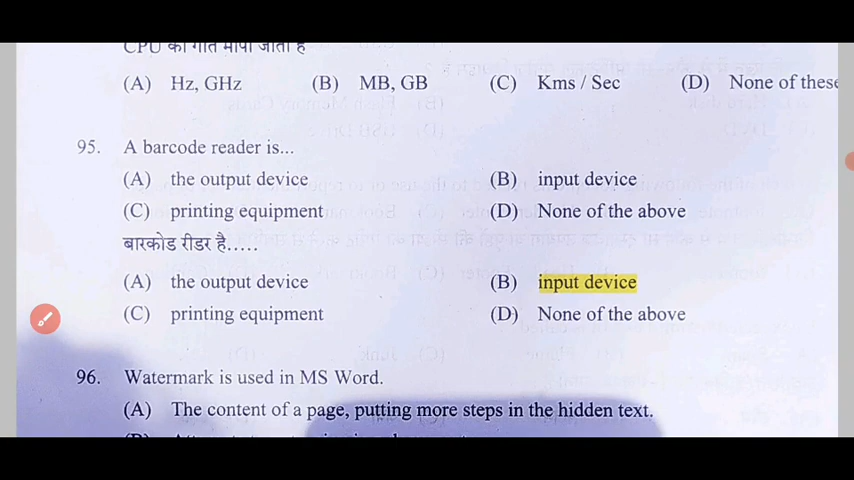 CPU की गति मापी जाती है
(A) Hz, GHz (B) MB, GB (C) Kms / Sec (D) None of these
95. A barcode reader is...
(A) the output device (B) input device
(C) printing equipment (D) None of the above
बारकोड रीडर है.....
(A) the output device (B) input device
(C) printing equipment (D) None of the above
96. Watermark is used in MS Word.
(A) The content of a page, putting more steps in the hidden text.